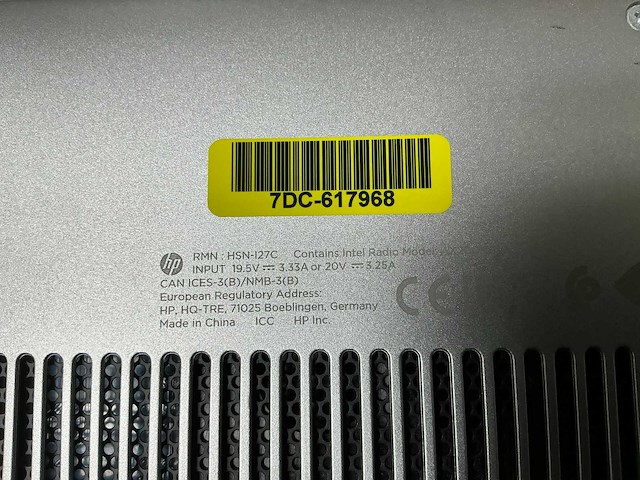 7DC-617968
hp RMN : HSN-I27C Contains Intel Radio Model
INPUT 19.5V⎓ 3.33A or 20V ⎓ 3.25A
CAN ICES-3(B)/NMB-3(B)
European Regulatory Address:
HP, HQ-TRE, 71025 Boeblingen, Germany
Made in China ICC HP Inc.
CE